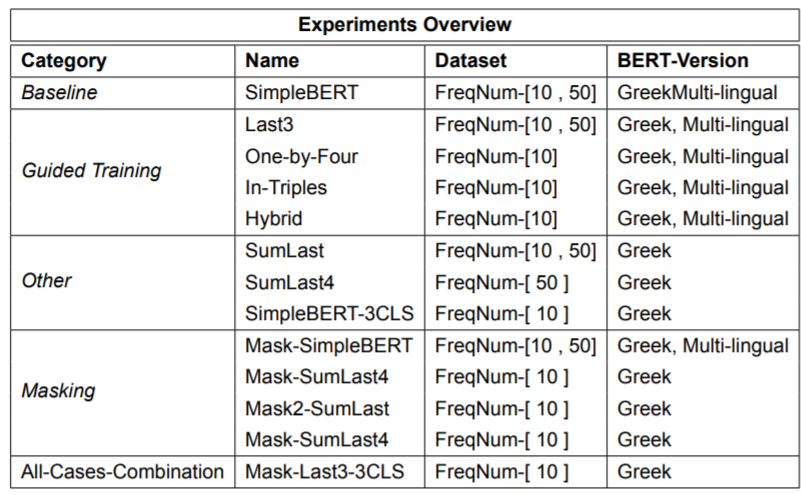 Experiments Overview
Category Name Dataset BERT-Version
Baseline SimpleBERT FreqNum-[10 , 50] GreekMulti-lingual
Last3 FreqNum-[10 , 50] Greek, Multi-lingual
One-by-Four FreqNum-[10] Greek, Multi-lingual
Guided Training
In-Triples FreqNum-[10] Greek, Multi-lingual
Hybrid FreqNum-[10] Greek, Multi-lingual
SumLast FreqNum-[10 , 50] Greek
Other SumLast4 FreqNum-[ 50 ] Greek
SimpleBERT-3CLS FreqNum-[ 10 ] Greek
Mask-SimpleBERT FreqNum-[10 , 50] Greek, Multi-lingual
Mask-SumLast4 FreqNum-[ 10 ] Greek
Masking
Mask2-SumLast FreqNum-[ 10 ] Greek
Mask-SumLast4 FreqNum-[ 10 ] Greek
All-Cases-Combination Mask-Last3-3CLS FreqNum-[ 10 ] Greek